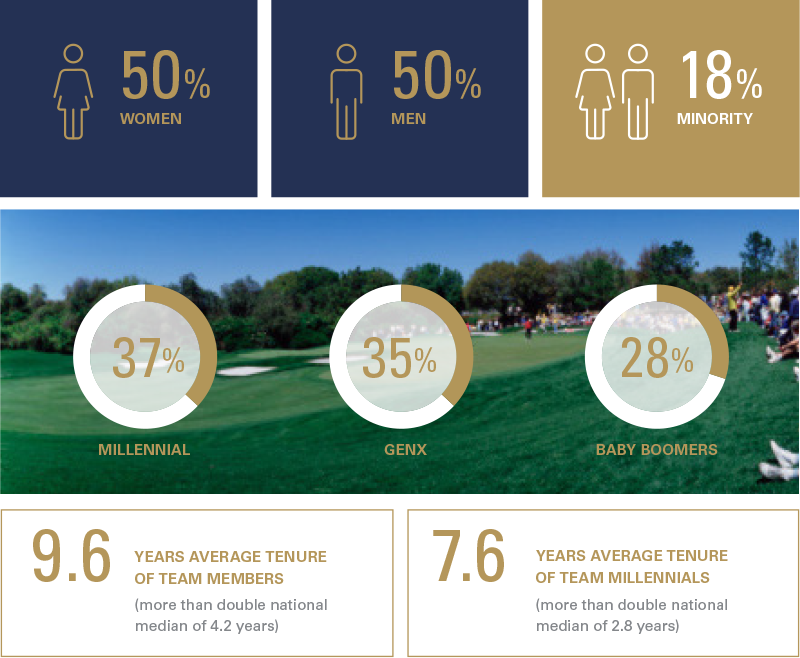 50%
WOMEN
50%
MEN
18%
MINORITY
37%
MILLENNIAL
35%
GENX
28%
BABY BOOMERS
9.6
YEARS AVERAGE TENURE
OF TEAM MEMBERS
(more than double national
median of 4.2 years)
7.6
YEARS AVERAGE TENURE
OF TEAM MILLENNIALS
(more than double national
median of 2.8 years)